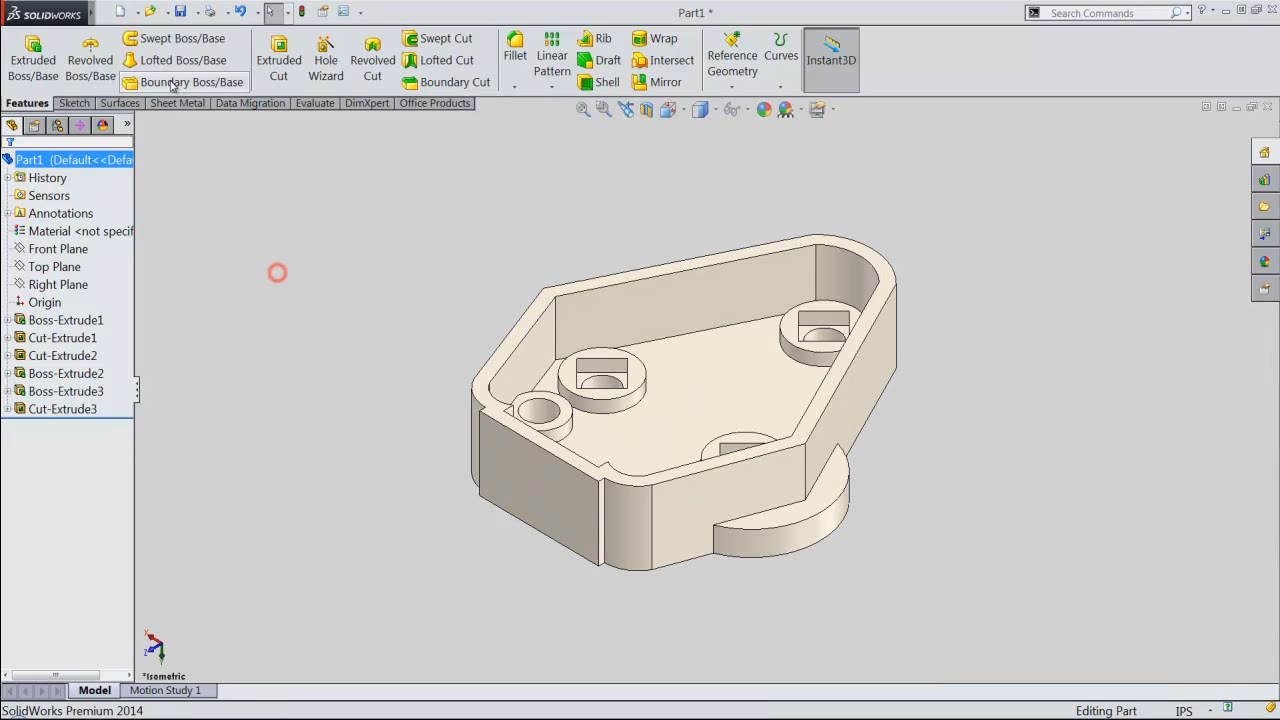 SOLIDWORKS
Part1 *
Search Commands
Extruded Boss/Base
Revolved Boss/Base
Swept Boss/Base
Lofted Boss/Base
Boundary Boss/Base
Extruded Cut
Hole Wizard
Revolved Cut
Swept Cut
Lofted Cut
Boundary Cut
Fillet
Linear Pattern
Rib
Draft
Shell
Wrap
Intersect
Mirror
Reference Geometry
Curves
Instant3D
Features Sketch Surfaces Sheet Metal Data Migration Evaluate DimXpert Office Products
Part1 (Default<<Defau
History
Sensors
Annotations
Material <not specif
Front Plane
Top Plane
Right Plane
Origin
Boss-Extrude1
Cut-Extrude1
Cut-Extrude2
Boss-Extrude2
Boss-Extrude3
Cut-Extrude3
X
Z
Y
*Isometric
Model Motion Study 1
SolidWorks Premium 2014 Editing Part IPS